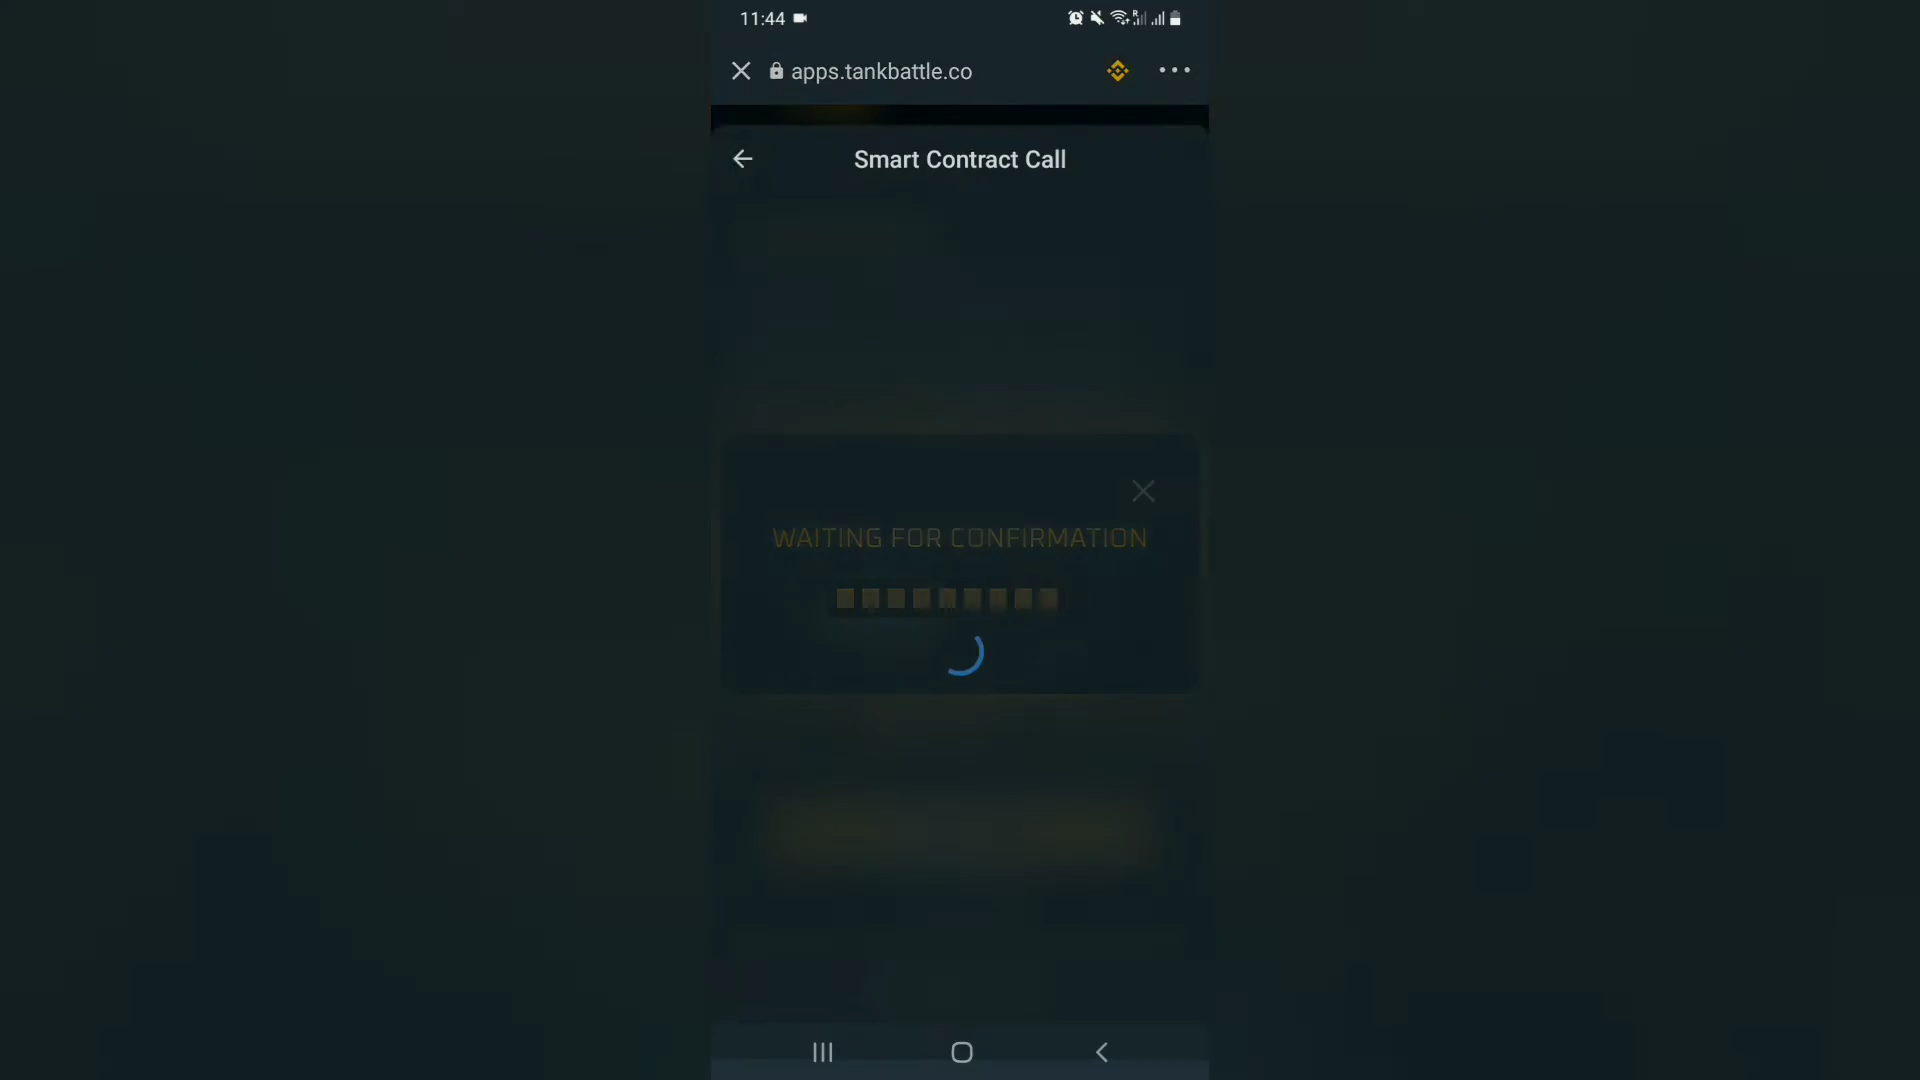 11:44
R
apps.tankbattle.co
Smart Contract Call
WAITING FOR CONFIRMATION